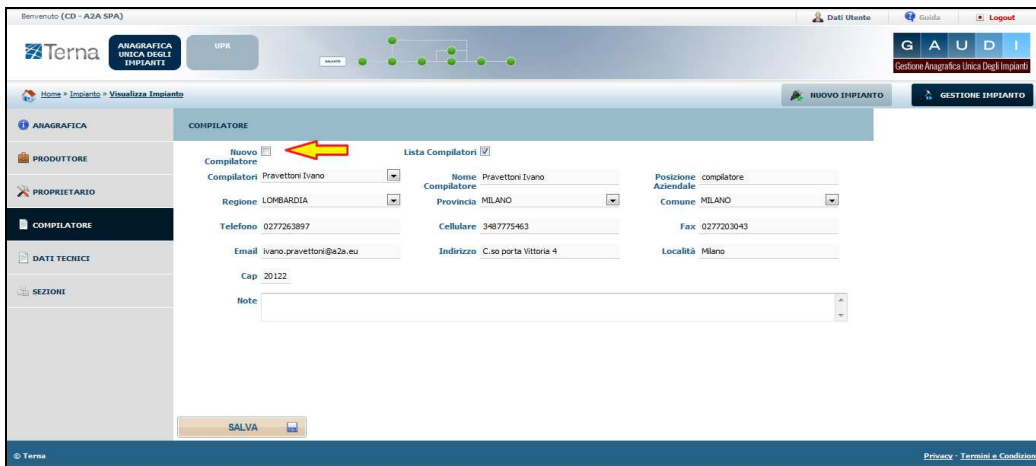 Benvenuto (CD - A2A SPA) Dati Utente Guida Logout
Terna ANAGRAFICA UNICA DEGLI IMPIANTI UPR G A U D I
Gestione Anagrafica Unica Degli Impianti
Home » Impianto » Visualizza Impianto NUOVO IMPIANTO GESTIONE IMPIANTO
ANAGRAFICA
PRODUTTORE
PROPRIETARIO
COMPILATORE
DATI TECNICI
SEZIONI
COMPILATORE
Nuovo Compilatore Lista Compilatori
Compilatori Pravettoni Ivano Nome Compilatore Pravettoni Ivano Posizione Aziendale compilatore
Regione LOMBARDIA Provincia MILANO Comune MILANO
Telefono 0277263897 Cellulare 3487775463 Fax 0277203043
Email ivano.pravettoni@a2a.eu Indirizzo C.so porta Vittoria 4 Località Milano
Cap 20122
Note
SALVA
© Terna Privacy - Termini e Condizion